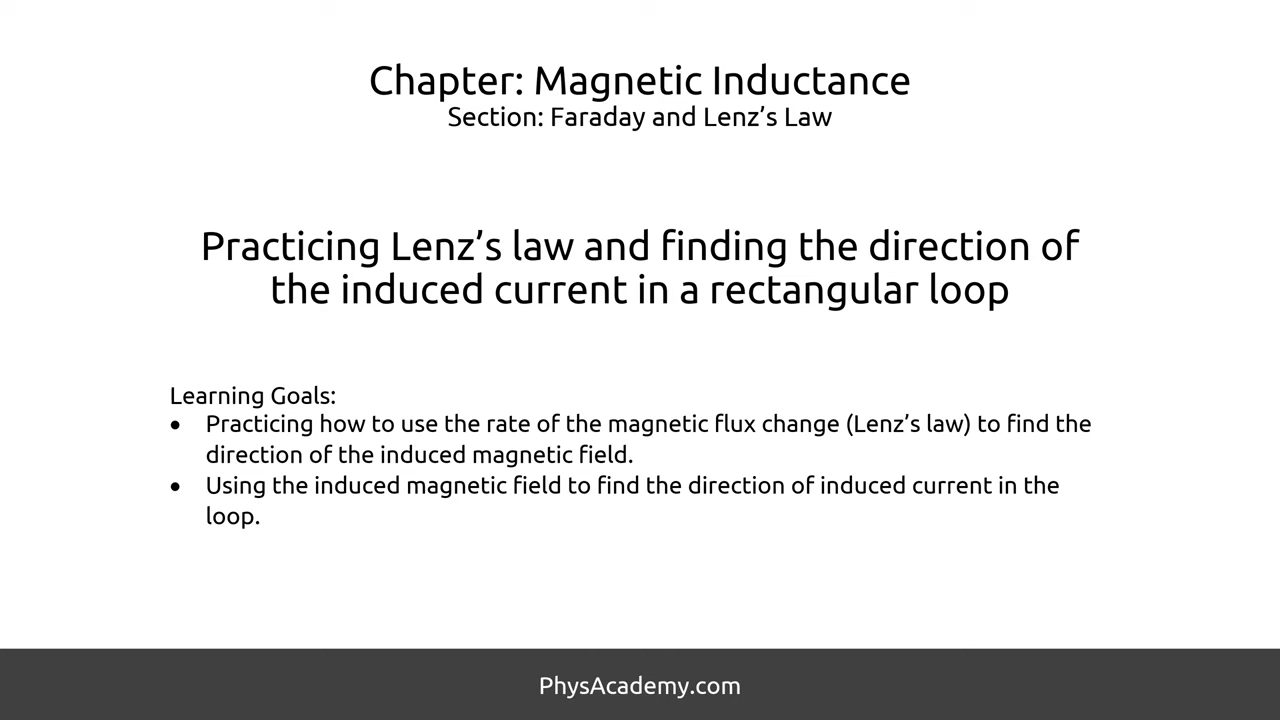 Chapter: Magnetic Inductance
Section: Faraday and Lenz’s Law
Practicing Lenz’s law and finding the direction of
the induced current in a rectangular loop
Learning Goals:
• Practicing how to use the rate of the magnetic flux change (Lenz’s law) to find the
direction of the induced magnetic field.
• Using the induced magnetic field to find the direction of induced current in the
loop.
PhysAcademy.com